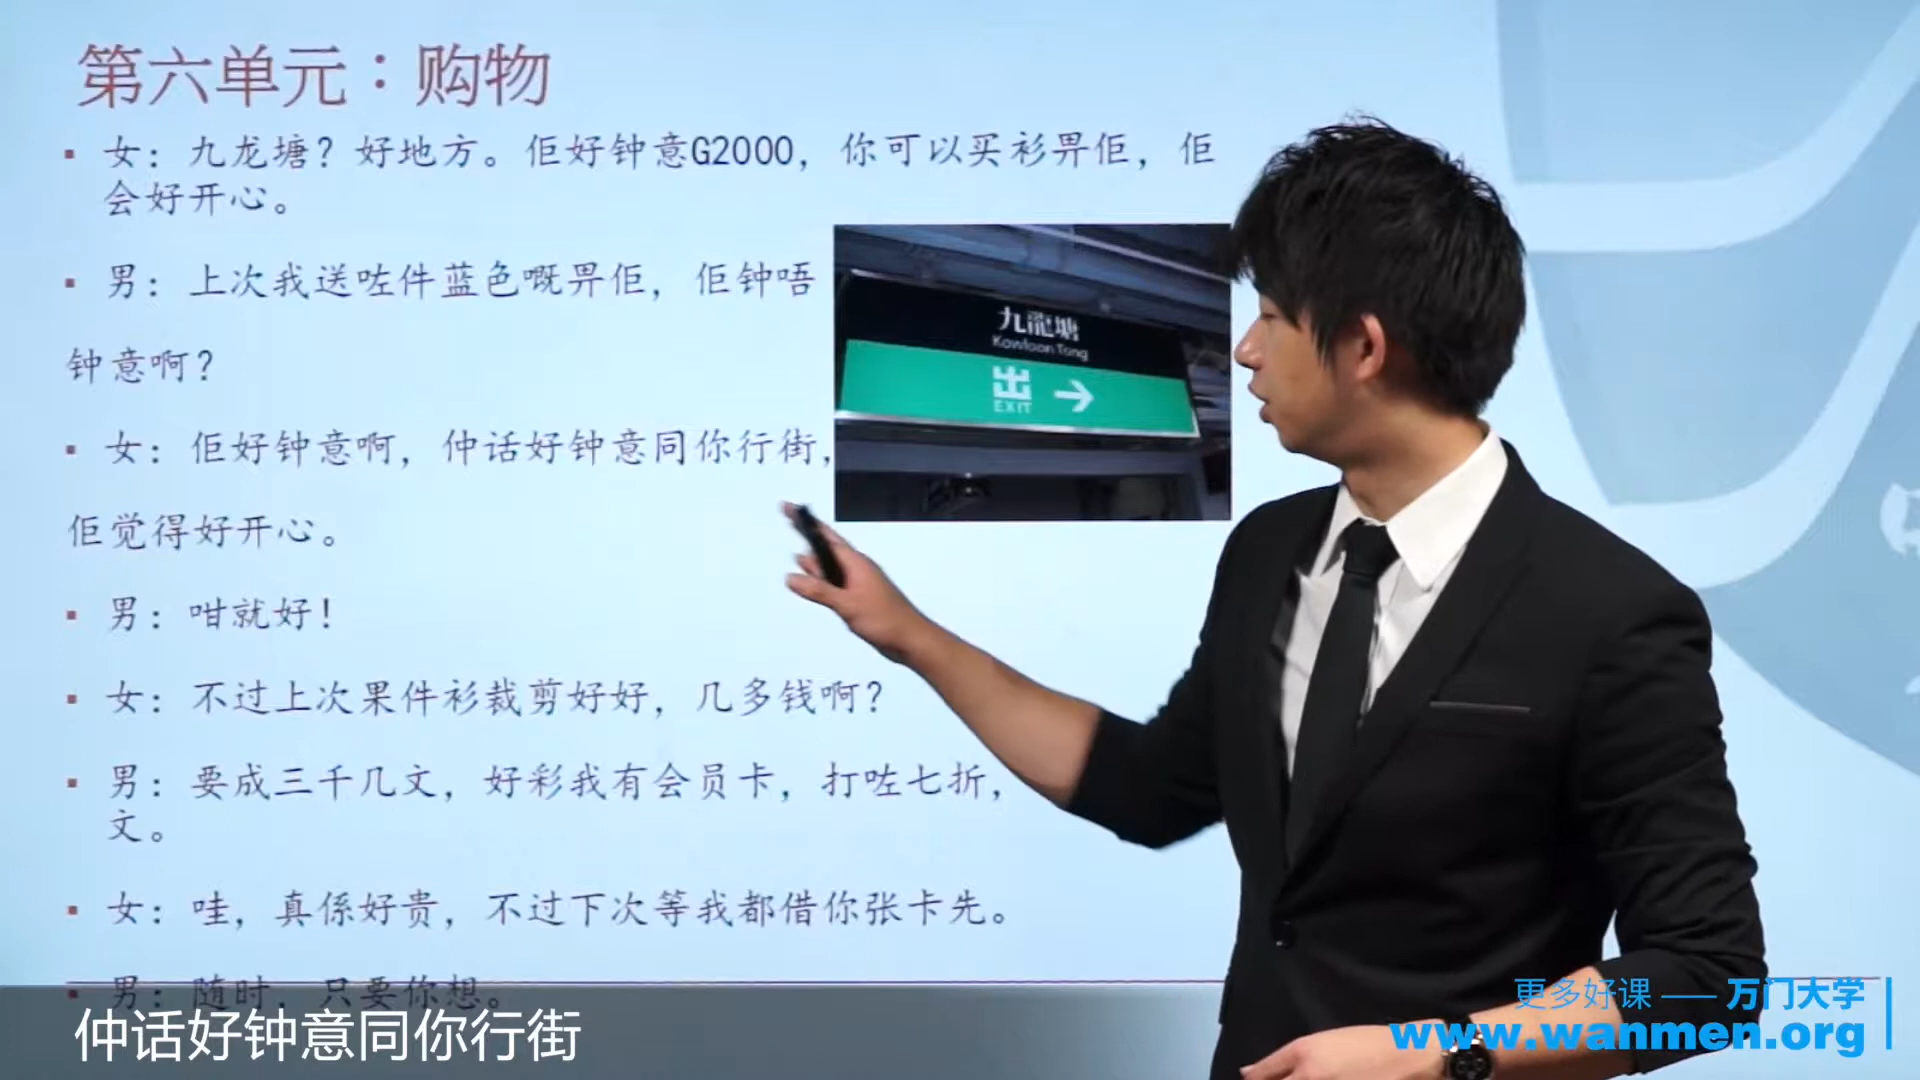 第六单元：购物
▪ 女：九龙塘？好地方。佢好钟意G2000，你可以买衫畀佢，佢
会好开心。
▪ 男：上次我送咗件蓝色嘅畀佢，佢钟唔
钟意啊？
九龍塘
Kowloon Tong
出
EXIT
▪ 女：佢好钟意啊，仲话好钟意同你行街，
佢觉得好开心。
▪ 男：咁就好！
▪ 女：不过上次果件衫裁剪好好，几多钱啊？
▪ 男：要成三千几文，好彩我有会员卡，打咗七折，
文。
▪ 女：哇，真係好贵，不过下次等我都借你张卡先。
▪ 男：随时，只要你想。
仲话好钟意同你行街
更多好课 —— 万门大学
www.wanmen.org